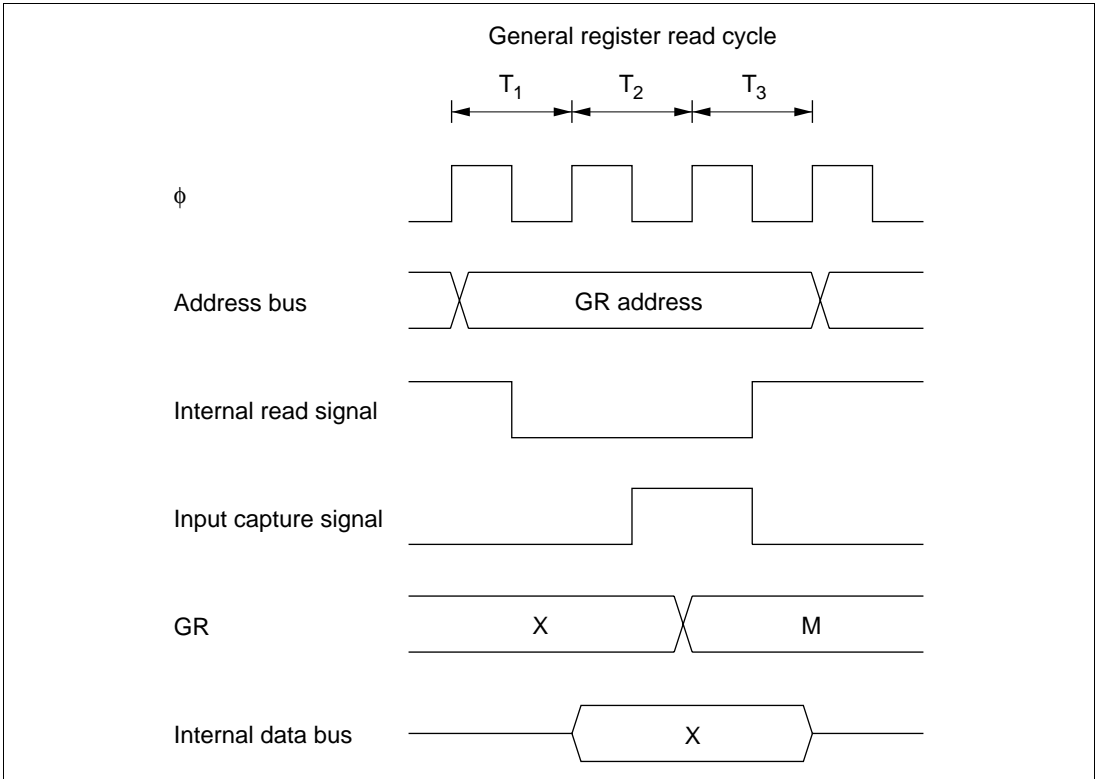 General register read cycle
T1 T2 T3
φ
Address bus GR address
Internal read signal
Input capture signal
GR X M
Internal data bus X